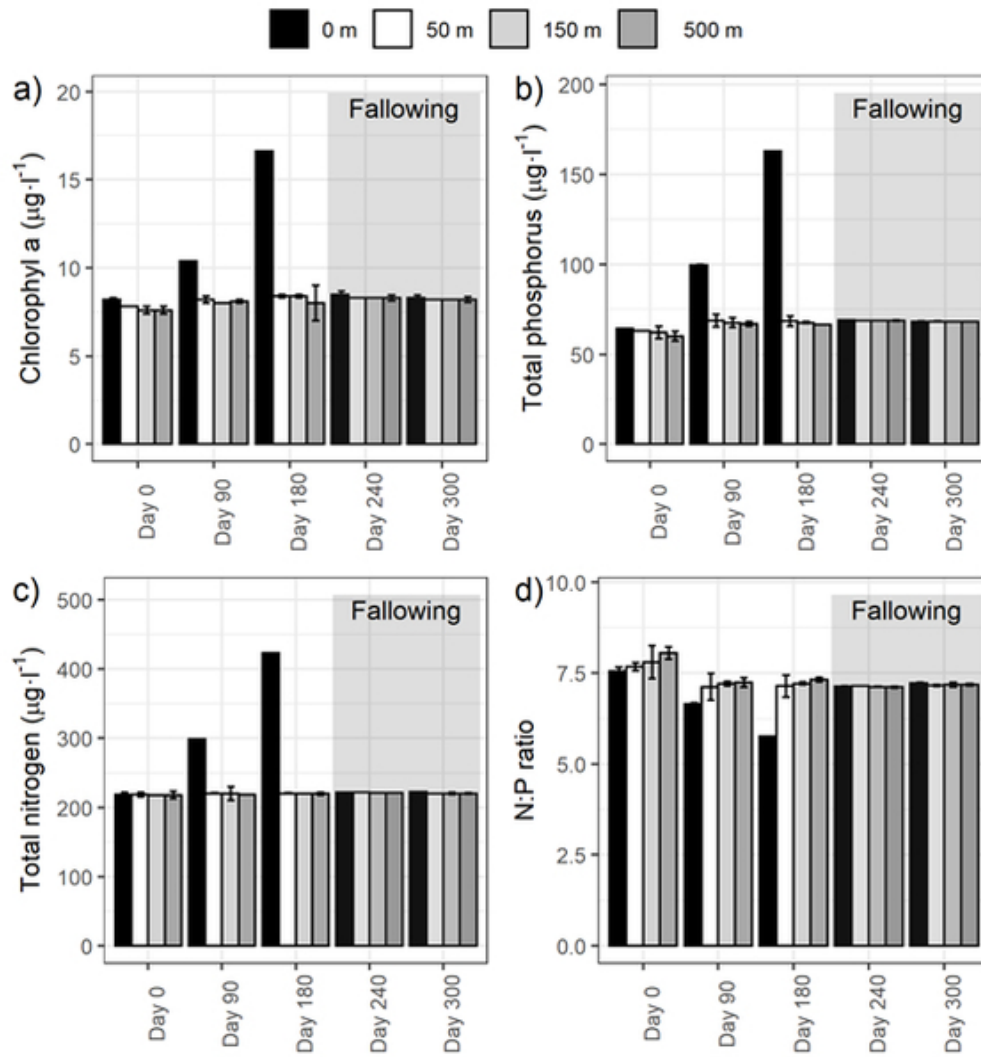 0 m 50 m 150 m 500 m
a)
Fallowing
Chlorophyl a (µg·l⁻¹)
20
15
10
5
0
Day 0
Day 90
Day 180
Day 240
Day 300
b)
Fallowing
Total phosphorus (µg·l⁻¹)
200
150
100
50
0
Day 0
Day 90
Day 180
Day 240
Day 300
c)
Fallowing
Total nitrogen (µg·l⁻¹)
500
400
300
200
100
0
Day 0
Day 90
Day 180
Day 240
Day 300
d)
Fallowing
N:P ratio
10.0
7.5
5.0
2.5
0.0
Day 0
Day 90
Day 180
Day 240
Day 300